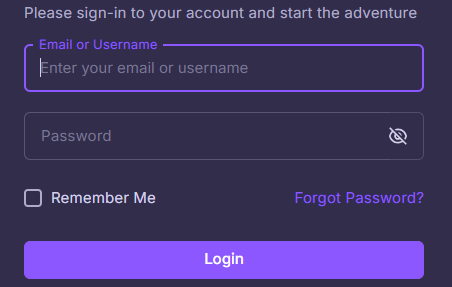 Please sign-in to your account and start the adventure
Email or Username
Enter your email or username
Password
Remember Me
Forgot Password?
Login